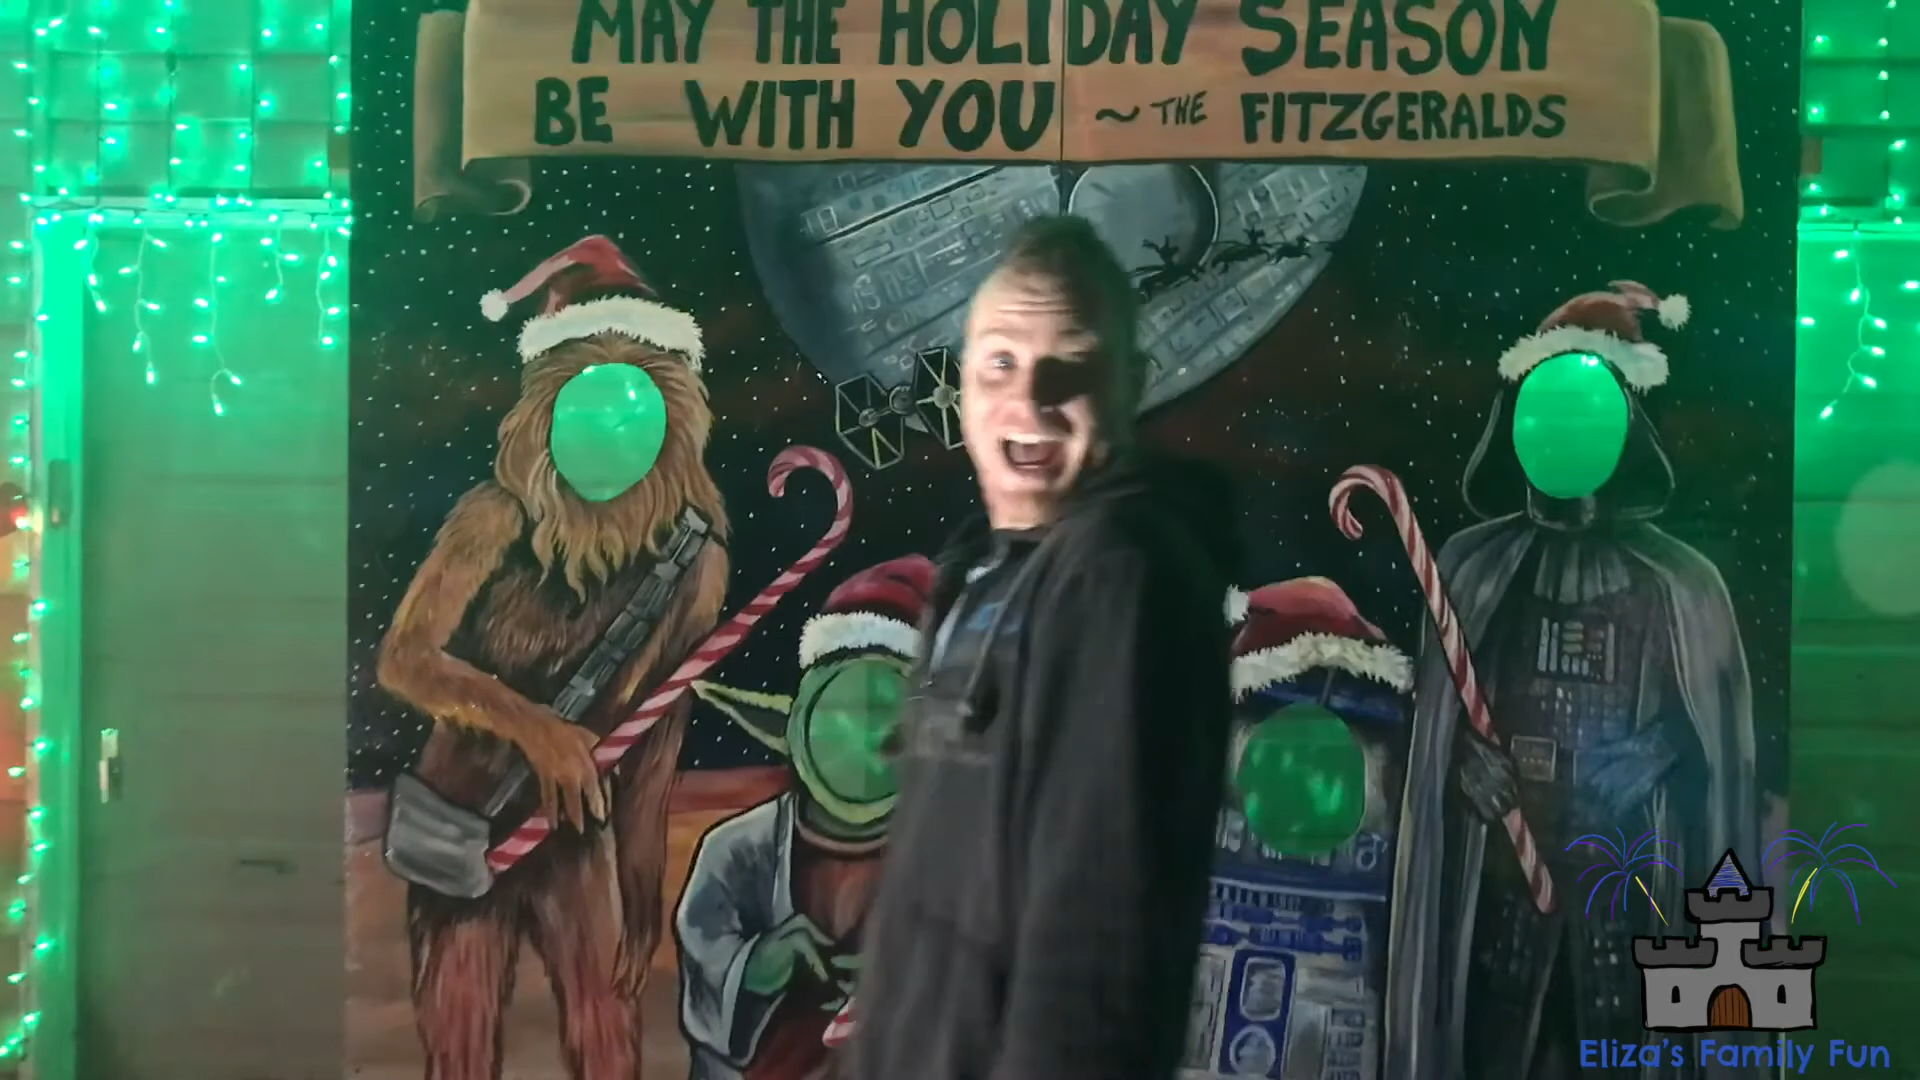 MAY THE HOLIDAY SEASON
BE WITH YOU ~ THE FITZGERALDS
Eliza's Family Fun